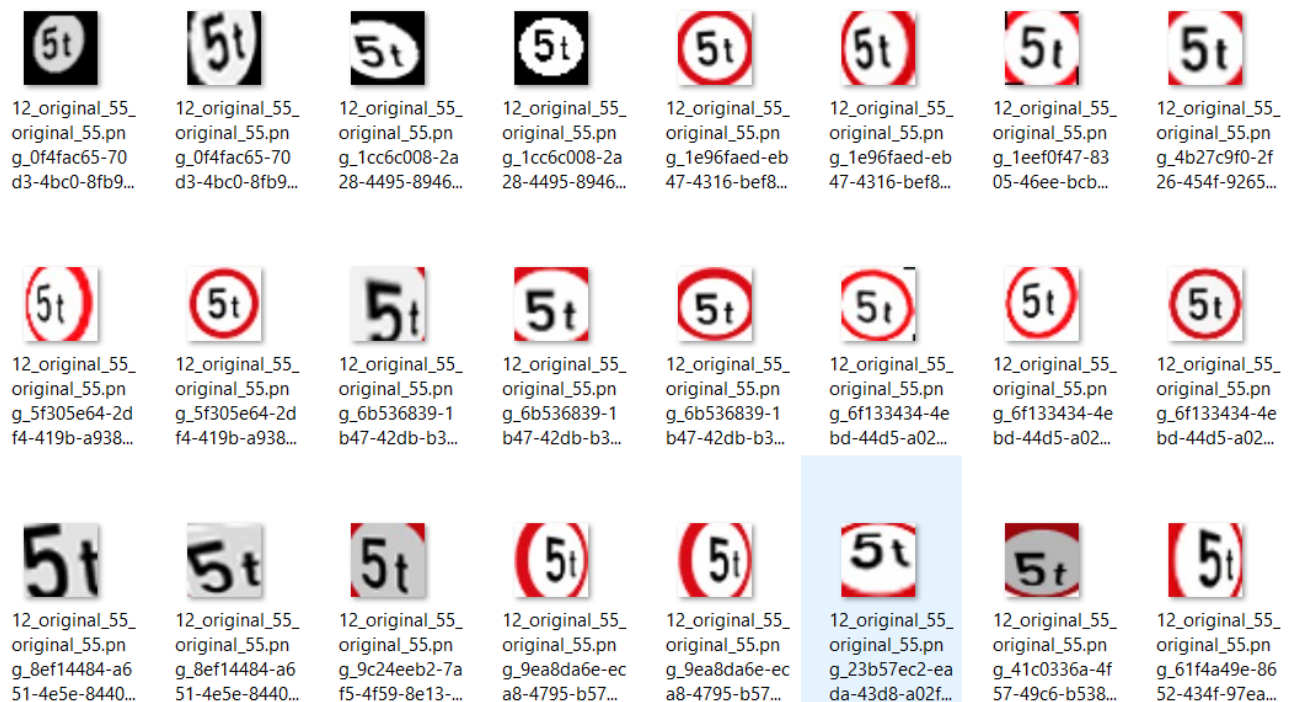 5t 5t 5t 5t 5t 5t 5t 5t
12_original_55_ 12_original_55_ 12_original_55_ 12_original_55_ 12_original_55_ 12_original_55_ 12_original_55_ 12_original_55_
original_55.pn original_55.pn original_55.pn original_55.pn original_55.pn original_55.pn original_55.pn original_55.pn
g_0f4fac65-70 g_0f4fac65-70 g_1cc6c008-2a g_1cc6c008-2a g_1e96faed-eb g_1e96faed-eb g_1eef0f47-83 g_4b27c9f0-2f
d3-4bc0-8fb9... d3-4bc0-8fb9... 28-4495-8946... 28-4495-8946... 47-4316-bef8... 47-4316-bef8... 05-46ee-bcb... 26-454f-9265...
5t 5t 5t 5t 5t 5t 5t 5t
12_original_55_ 12_original_55_ 12_original_55_ 12_original_55_ 12_original_55_ 12_original_55_ 12_original_55_ 12_original_55_
original_55.pn original_55.pn original_55.pn original_55.pn original_55.pn original_55.pn original_55.pn original_55.pn
g_5f305e64-2d g_5f305e64-2d g_6b536839-1 g_6b536839-1 g_6b536839-1 g_6f133434-4e g_6f133434-4e g_6f133434-4e
f4-419b-a938... f4-419b-a938... b47-42db-b3... b47-42db-b3... b47-42db-b3... bd-44d5-a02... bd-44d5-a02... bd-44d5-a02...
5t 5t 5t 5t 5t 5t 5t 5t
12_original_55_ 12_original_55_ 12_original_55_ 12_original_55_ 12_original_55_ 12_original_55_ 12_original_55_ 12_original_55_
original_55.pn original_55.pn original_55.pn original_55.pn original_55.pn original_55.pn original_55.pn original_55.pn
g_8ef14484-a6 g_8ef14484-a6 g_9c24eeb2-7a g_9ea8da6e-ec g_9ea8da6e-ec g_23b57ec2-ea g_41c0336a-4f g_61f4a49e-86
51-4e5e-8440... 51-4e5e-8440... f5-4f59-8e13-... a8-4795-b57... a8-4795-b57... da-43d8-a02f... 57-49c6-b538... 52-434f-97ea...